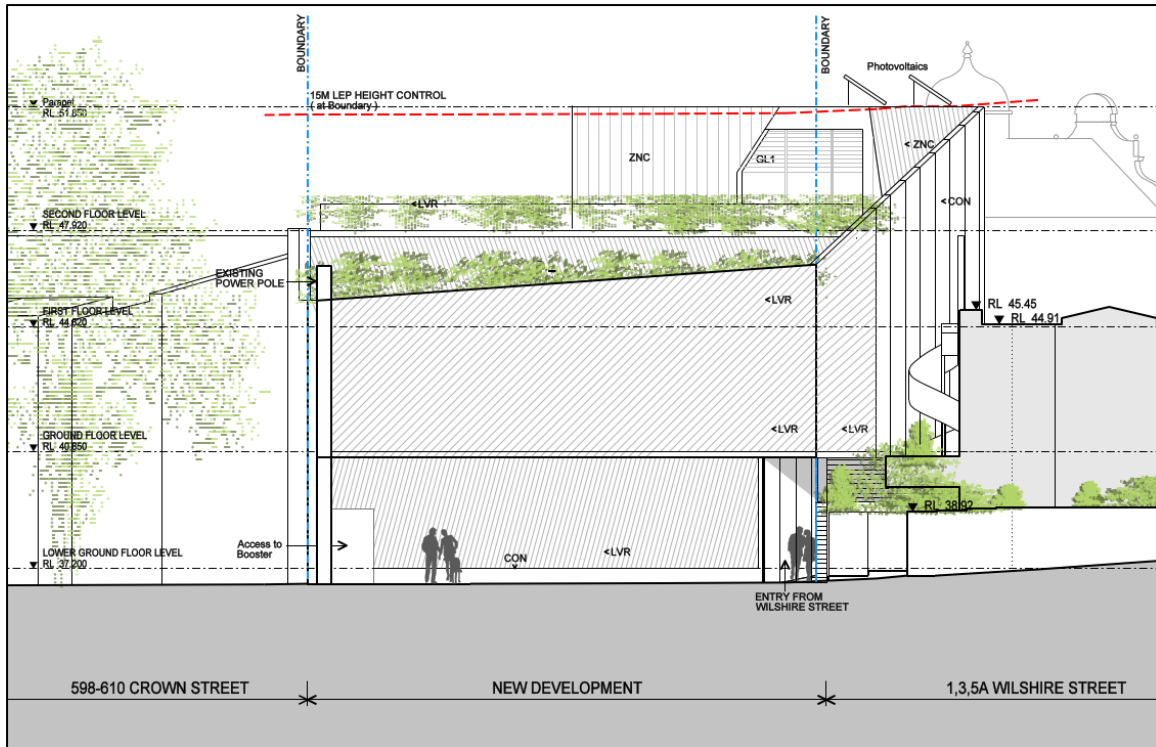 BOUNDARY
BOUNDARY
Photovoltaics
15M LEP HEIGHT CONTROL
( at Boundary )
Parapet
RL 51.850
ZNC
GL1
< ZNC
<LVR
<CON
SECOND FLOOR LEVEL
RL 47.920
EXISTING
POWER POLE
<LVR
RL 45.45
RL 44.91
FIRST FLOOR LEVEL
RL 44.620
<LVR
<LVR
GROUND FLOOR LEVEL
RL 40.850
RL 38.92
Access to
Booster
CON
<LVR
LOWER GROUND FLOOR LEVEL
RL 37.200
ENTRY FROM
WILSHIRE STREET
598-610 CROWN STREET
NEW DEVELOPMENT
1,3,5A WILSHIRE STREET